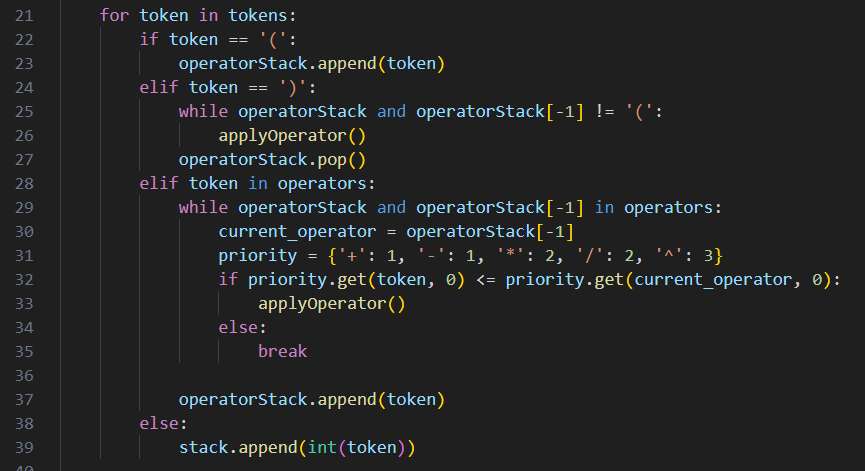 21 for token in tokens:
22 if token == '(':
23 operatorStack.append(token)
24 elif token == ')':
25 while operatorStack and operatorStack[-1] != '(':
26 applyOperator()
27 operatorStack.pop()
28 elif token in operators:
29 while operatorStack and operatorStack[-1] in operators:
30 current_operator = operatorStack[-1]
31 priority = {'+': 1, '-': 1, '*': 2, '/': 2, '^': 3}
32 if priority.get(token, 0) <= priority.get(current_operator, 0):
33 applyOperator()
34 else:
35 break
36
37 operatorStack.append(token)
38 else:
39 stack.append(int(token))